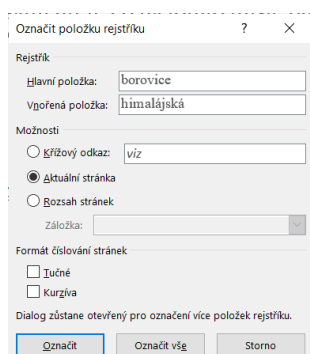 Označit položku rejstříku ? ×
Rejstřík
Hlavní položka: borovice
Vnořená položka: himalájská
Možnosti
Křížový odkaz: viz
Aktuální stránka
Rozsah stránek
Záložka:
Formát číslování stránek
Tučné
Kurzíva
Dialog zůstane otevřený pro označení více položek rejstříku.
Označit Označit vše Storno